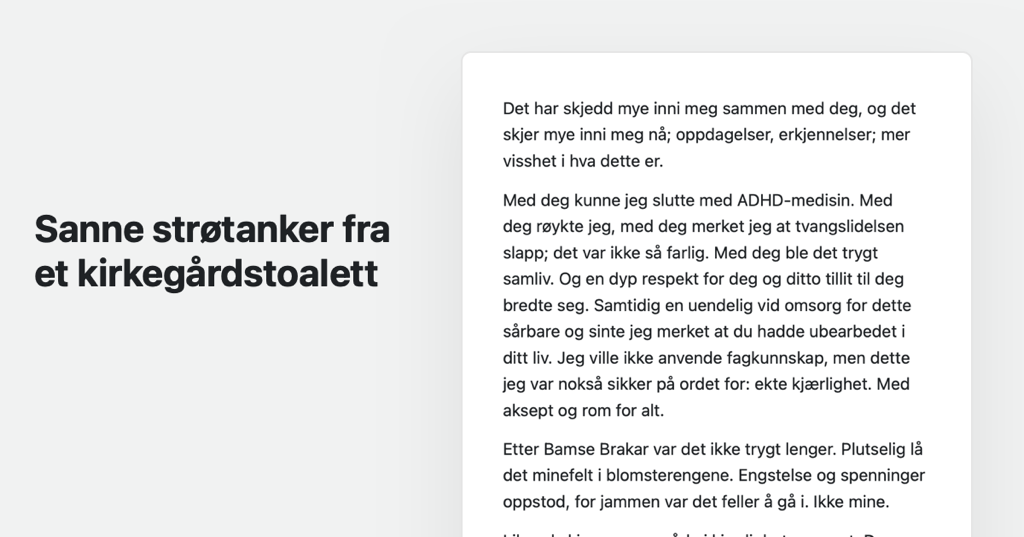 Sanne strøtanker fra
et kirkegårdstoalett
Det har skjedd mye inni meg sammen med deg, og det
skjer mye inni meg nå; oppdagelser, erkjennelser; mer
visshet i hva dette er.
Med deg kunne jeg slutte med ADHD-medisin. Med
deg røykte jeg, med deg merket jeg at tvangslidelsen
slapp; det var ikke så farlig. Med deg ble det trygt
samliv. Og en dyp respekt for deg og ditto tillit til deg
bredte seg. Samtidig en uendelig vid omsorg for dette
sårbare og sinte jeg merket at du hadde ubearbedet i
ditt liv. Jeg ville ikke anvende fagkunnskap, men dette
jeg var nokså sikker på ordet for: ekte kjærlighet. Med
aksept og rom for alt.
Etter Bamse Brakar var det ikke trygt lenger. Plutselig lå
det minefelt i blomsterengene. Engstelse og spenninger
oppstod, for jammen var det feller å gå i. Ikke mine.